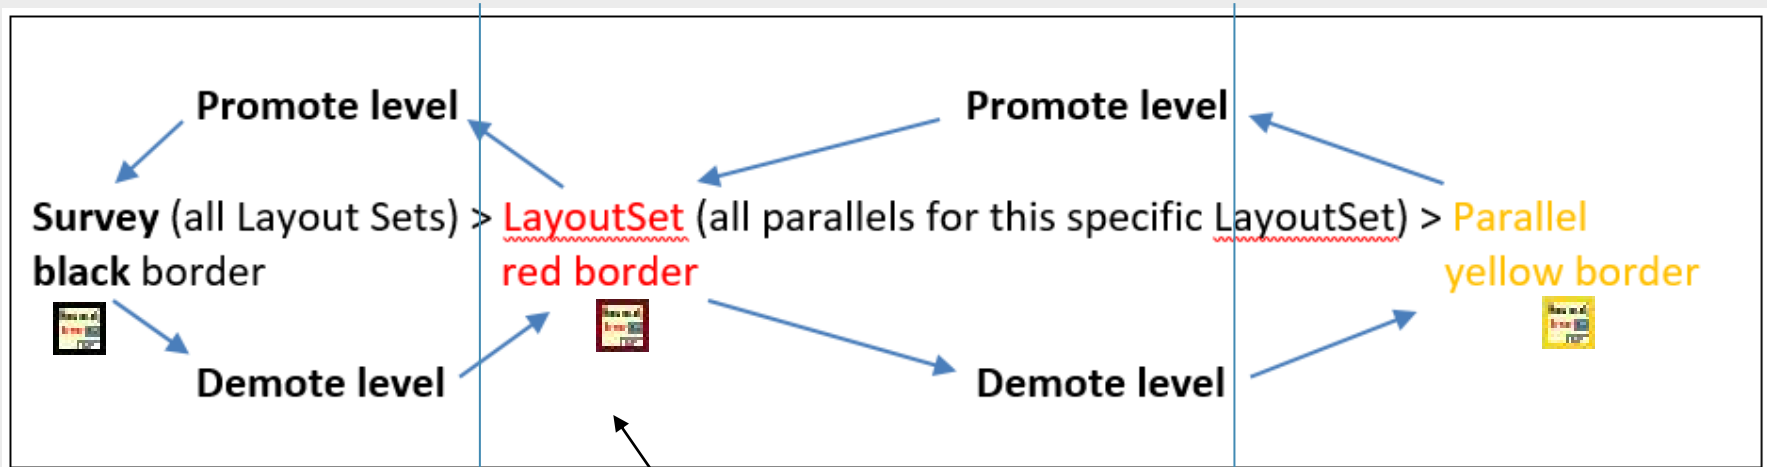 Promote level Promote level
Survey (all Layout Sets) > LayoutSet (all parallels for this specific LayoutSet) > Parallel
black border red border yellow border
Demote level Demote level